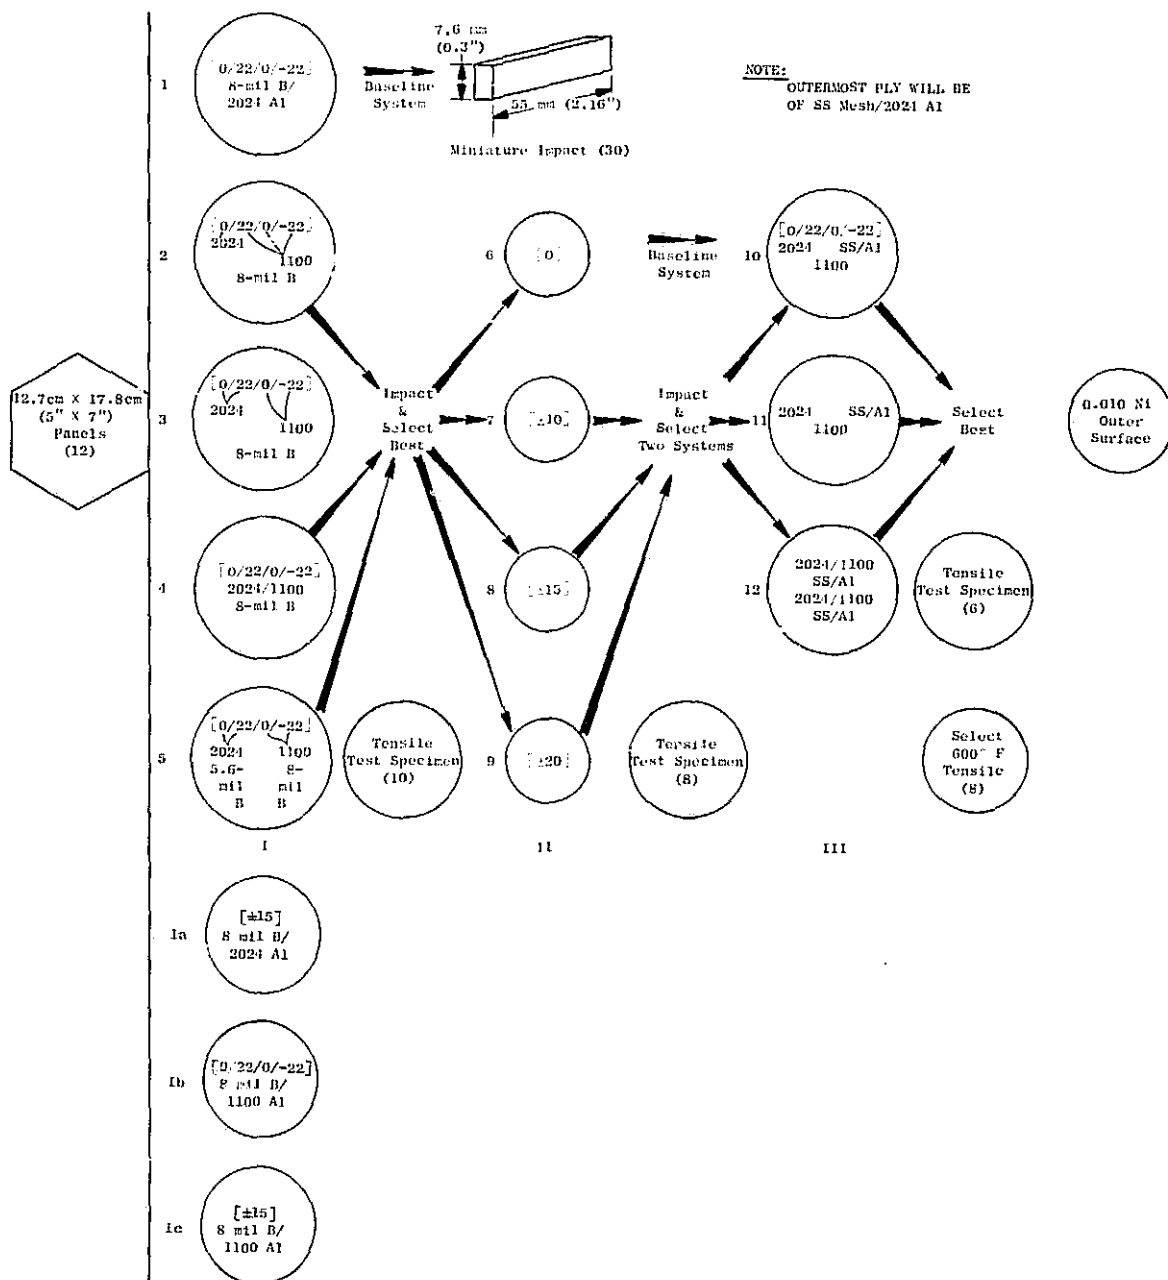 12.7cm X 17.8cm
(5" X 7")
Panels
(12)
1
[0/22/0/-22]
8-mil B/
2024 Al
Baseline
System
7.6 mm
(0.3")
55 mm (2.16")
Miniature Impact (30)
NOTE:
OUTERMOST PLY WILL BE
OF SS Mesh/2024 Al
2
[0/22/0/-22]
2024
1100
8-mil B
3
[0/22/0/-22]
2024
1100
8-mil B
4
[0/22/0/-22]
2024/1100
8-mil B
5
[0/22/0/-22]
2024 1100
5.6- 8-
mil mil
B B
Tensile
Test Specimen
(10)
I
Impact
&
Select
Best
6
[0]
7
[±10]
8
[±15]
9
[±20]
Tensile
Test Specimen
(8)
II
Baseline
System
Impact
&
Select
Two Systems
10
[0/22/0/-22]
2024 SS/Al
1100
11
2024 SS/Al
1100
12
2024/1100
SS/Al
2024/1100
SS/Al
III
Select
Best
Tensile
Test Specimen
(6)
Select
600° F
Tensile
(8)
0.010 Ni
Outer
Surface
Ia
[±15]
8 mil B/
2024 Al
Ib
[0/22/0/-22]
8 mil B/
1100 Al
Ic
[±15]
8 mil B/
1100 Al